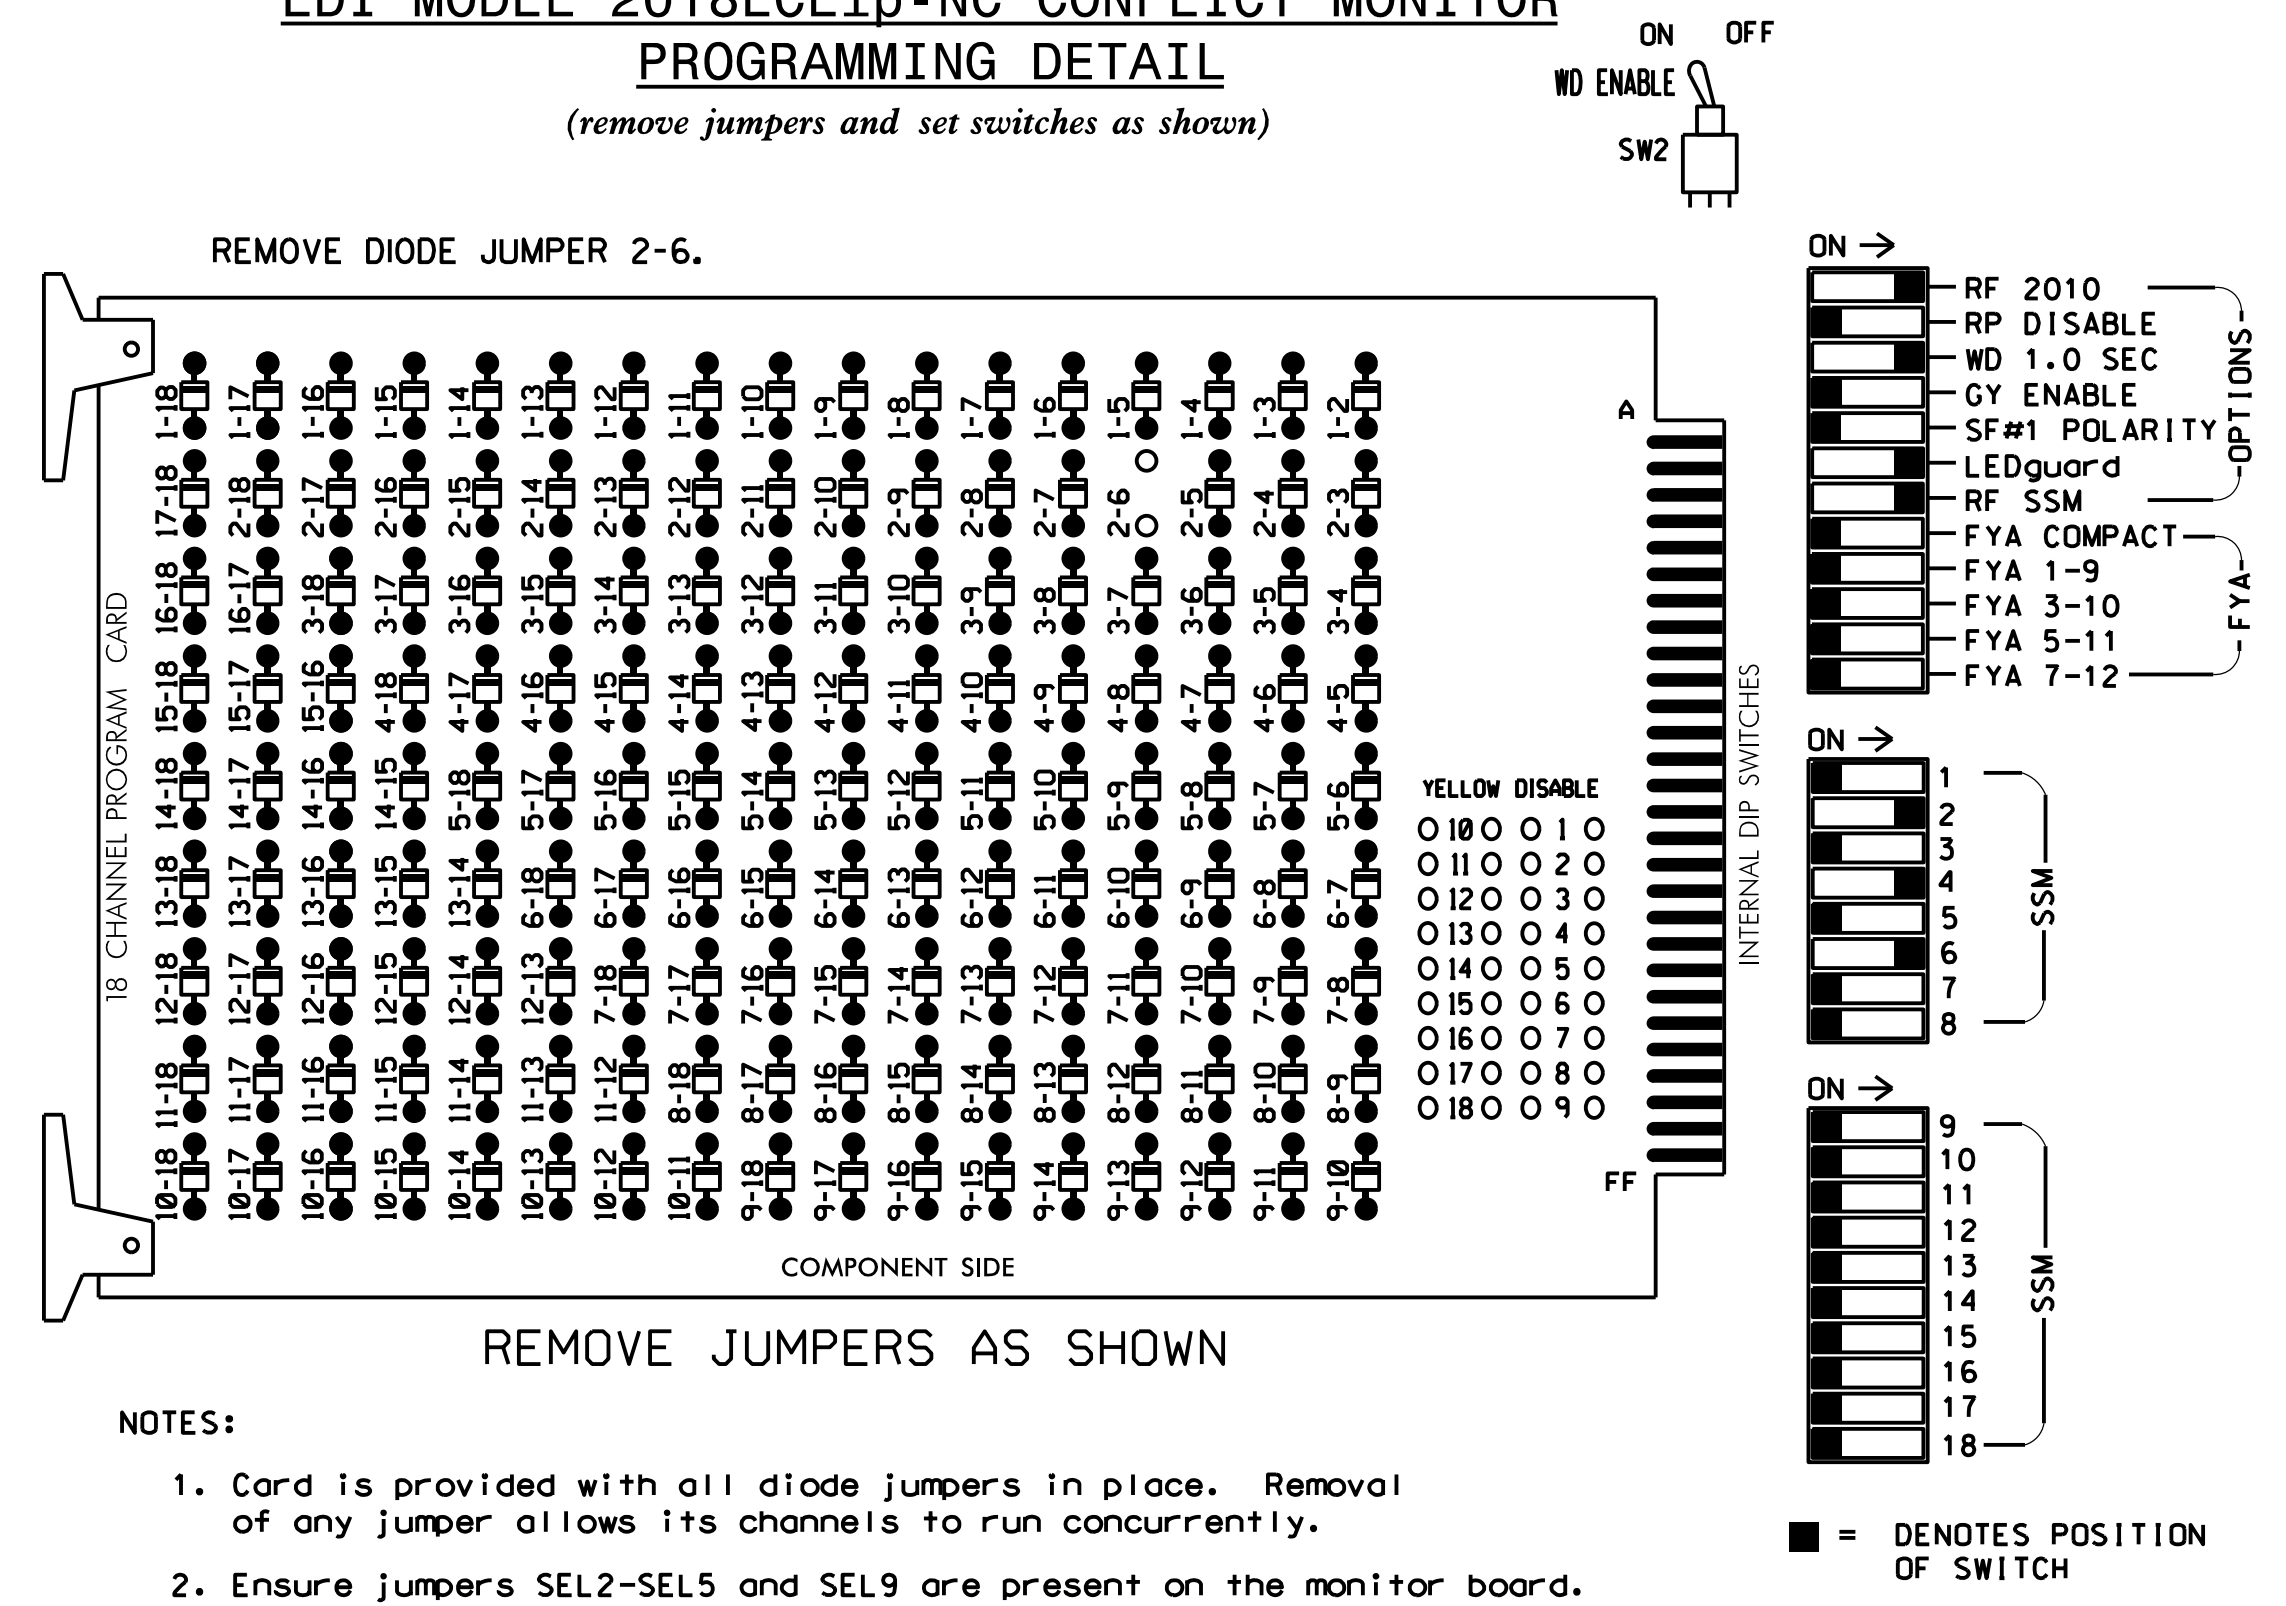 EDI MODEL 2018ECLip-NC CONFLICT MONITOR
PROGRAMMING DETAIL
(remove jumpers and set switches as shown)
ON OFF
WD ENABLE
SW2
REMOVE DIODE JUMPER 2-6.
18 CHANNEL PROGRAM CARD
1-18 1-17 1-16 1-15 1-14 1-13 1-12 1-11 1-10 1-9 1-8 1-7 1-6 1-5 1-4 1-3 1-2
17-18 2-18 2-17 2-16 2-15 2-14 2-13 2-12 2-11 2-10 2-9 2-8 2-7 2-6 2-5 2-4 2-3
16-18 16-17 3-18 3-17 3-16 3-15 3-14 3-13 3-12 3-11 3-10 3-9 3-8 3-7 3-6 3-5 3-4
15-18 15-17 15-16 4-18 4-17 4-16 4-15 4-14 4-13 4-12 4-11 4-10 4-9 4-8 4-7 4-6 4-5
14-18 14-17 14-16 14-15 5-18 5-17 5-16 5-15 5-14 5-13 5-12 5-11 5-10 5-9 5-8 5-7 5-6
13-18 13-17 13-16 13-15 13-14 6-18 6-17 6-16 6-15 6-14 6-13 6-12 6-11 6-10 6-9 6-8 6-7
12-18 12-17 12-16 12-15 12-14 12-13 7-18 7-17 7-16 7-15 7-14 7-13 7-12 7-11 7-10 7-9 7-8
11-18 11-17 11-16 11-15 11-14 11-13 11-12 8-18 8-17 8-16 8-15 8-14 8-13 8-12 8-11 8-10 8-9
10-18 10-17 10-16 10-15 10-14 10-13 10-12 10-11 9-18 9-17 9-16 9-15 9-14 9-13 9-12 9-11 9-10
A
YELLOW DISABLE
10 1
11 2
12 3
13 4
14 5
15 6
16 7
17 8
18 9
FF
COMPONENT SIDE
INTERNAL DIP SWITCHES
ON →
RF 2010
RP DISABLE
WD 1.0 SEC
GY ENABLE
SF#1 POLARITY
LEDguard
RF SSM
OPTIONS
FYA COMPACT
FYA 1-9
FYA 3-10
FYA 5-11
FYA 7-12
FYA
ON →
1
2
3
4
5
6
7
8
SSM
ON →
9
10
11
12
13
14
15
16
17
18
SSM
REMOVE JUMPERS AS SHOWN
NOTES:
1. Card is provided with all diode jumpers in place. Removal
of any jumper allows its channels to run concurrently.
2. Ensure jumpers SEL2-SEL5 and SEL9 are present on the monitor board.
= DENOTES POSITION
OF SWITCH